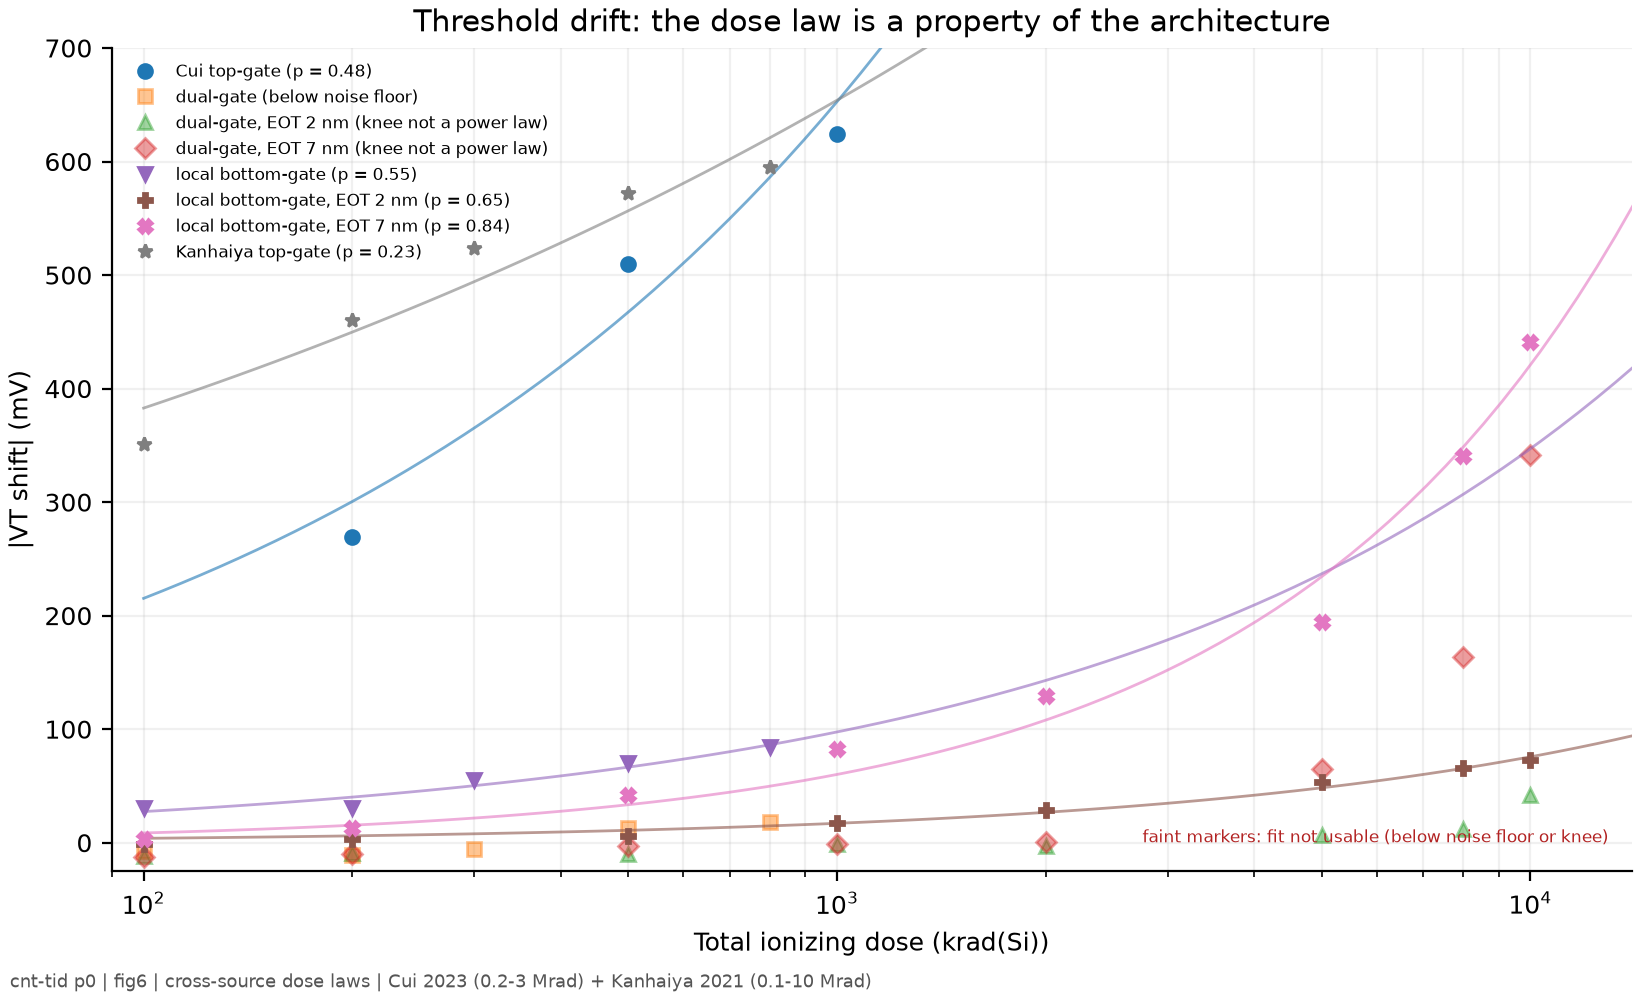 Threshold drift: the dose law is a property of the architecture
700
600
500
400
300
200
100
0
|VT shift| (mV)
Cui top-gate (p = 0.48)
dual-gate (below noise floor)
dual-gate, EOT 2 nm (knee not a power law)
dual-gate, EOT 7 nm (knee not a power law)
local bottom-gate (p = 0.55)
local bottom-gate, EOT 2 nm (p = 0.65)
local bottom-gate, EOT 7 nm (p = 0.84)
Kanhaiya top-gate (p = 0.23)
faint markers: fit not usable (below noise floor or knee)
10² 10³ 10⁴
Total ionizing dose (krad(Si))
cnt-tid p0 | fig6 | cross-source dose laws | Cui 2023 (0.2-3 Mrad) + Kanhaiya 2021 (0.1-10 Mrad)